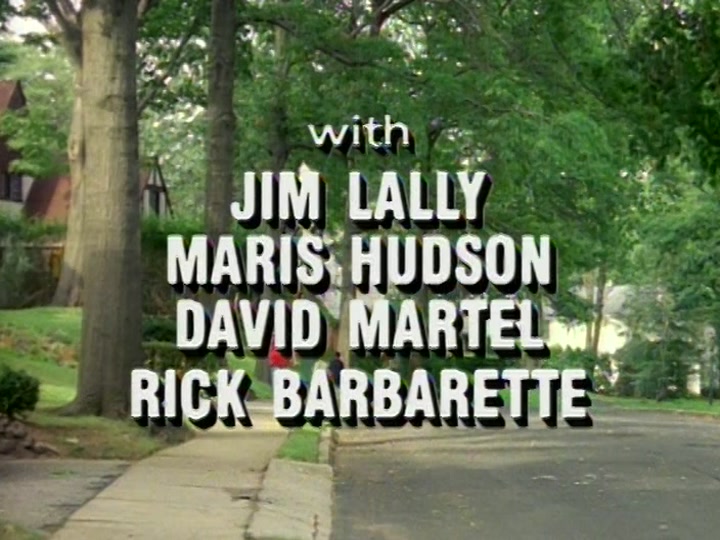 with
JIM LALLY
MARIS HUDSON
DAVID MARTEL
RICK BARBARETTE